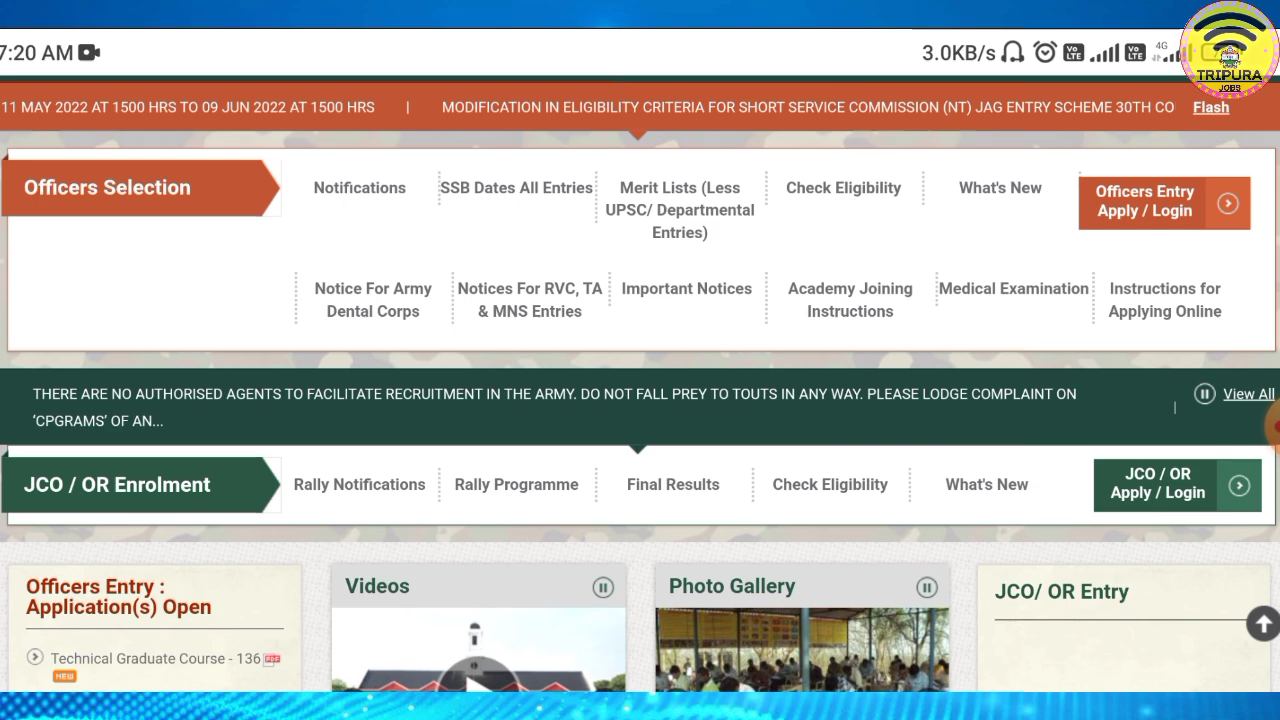 7:20 AM
3.0KB/s
Vo LTE
Vo LTE
4G
TRIPURA
JOBS
11 MAY 2022 AT 1500 HRS TO 09 JUN 2022 AT 1500 HRS | MODIFICATION IN ELIGIBILITY CRITERIA FOR SHORT SERVICE COMMISSION (NT) JAG ENTRY SCHEME 30TH CO
Flash
Officers Selection
Notifications
SSB Dates All Entries
Merit Lists (Less
UPSC/ Departmental
Entries)
Check Eligibility
What's New
Officers Entry
Apply / Login
Notice For Army
Dental Corps
Notices For RVC, TA
& MNS Entries
Important Notices
Academy Joining
Instructions
Medical Examination
Instructions for
Applying Online
THERE ARE NO AUTHORISED AGENTS TO FACILITATE RECRUITMENT IN THE ARMY. DO NOT FALL PREY TO TOUTS IN ANY WAY. PLEASE LODGE COMPLAINT ON
‘CPGRAMS’ OF AN...
|
View All
JCO / OR Enrolment
Rally Notifications
Rally Programme
Final Results
Check Eligibility
What's New
JCO / OR
Apply / Login
Officers Entry :
Application(s) Open
Technical Graduate Course - 136
PDF
NEW
Videos
Photo Gallery
JCO/ OR Entry